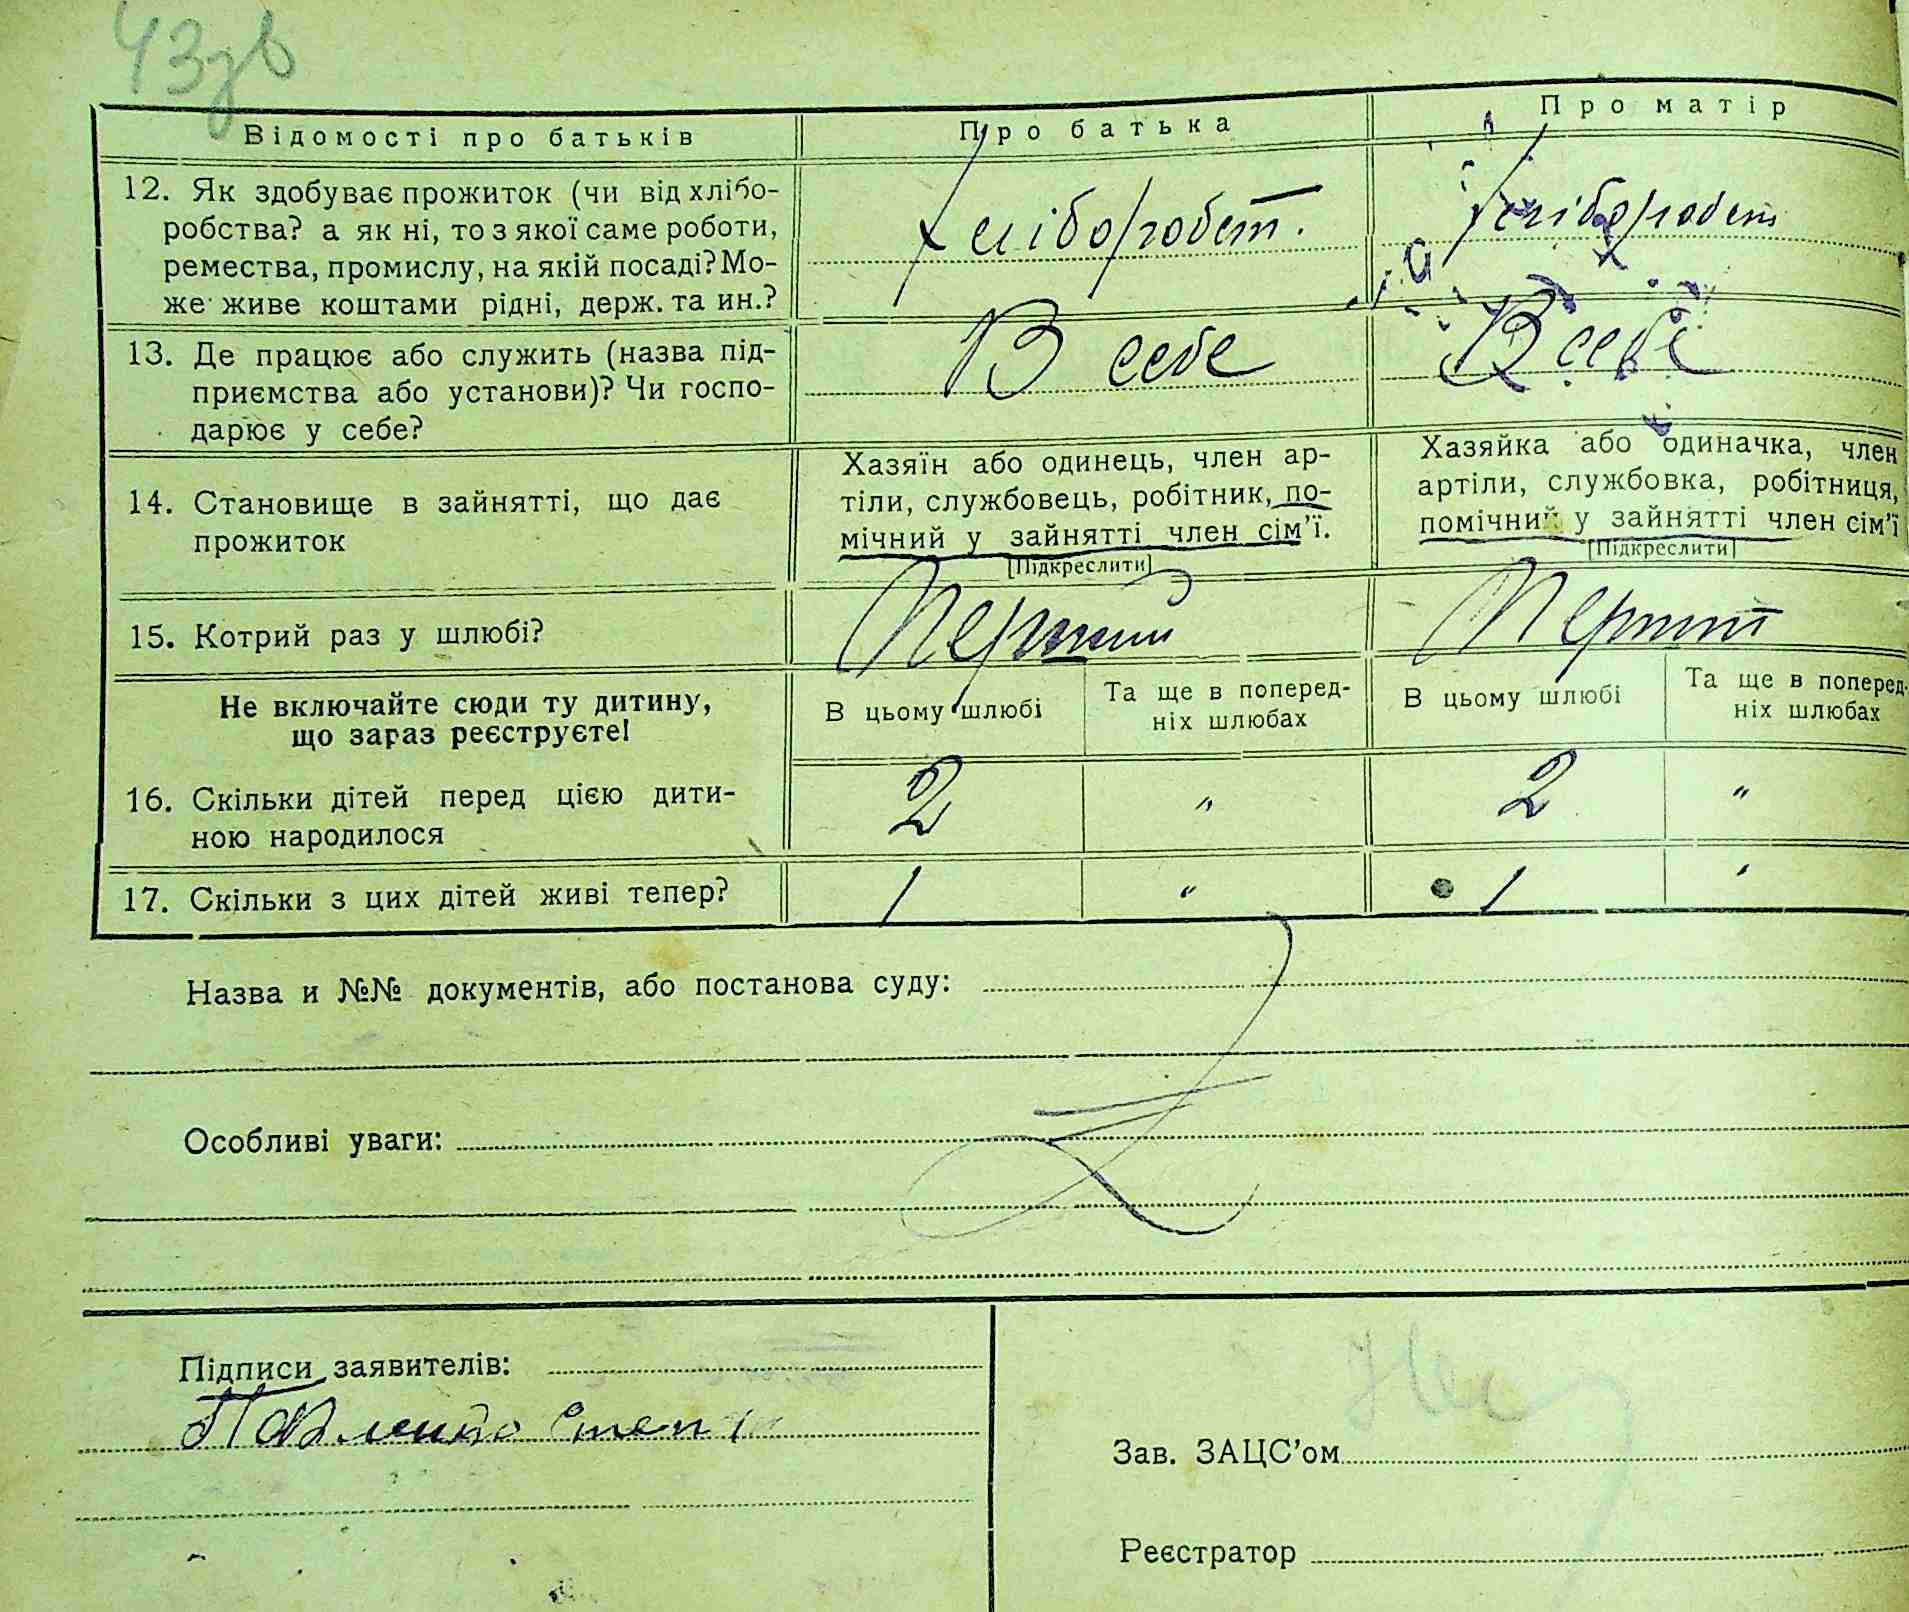 43зв
Відомості про батьків Про батька Про матір
12. Як здобуває прожиток (чи від хлібо-
робства? а як ні, то з якої саме роботи,
ремества, промислу, на якій посаді? Мо-
же живе коштами рідні, держ. та ин.?
Хліборобст. Хліборобст
13. Де працює або служить (назва під-
приємства або установи)? Чи госпо-
дарює у себе?
В себе В себе
14. Становище в зайнятті, що дає
прожиток
Хазяїн або одинець, член ар-
тіли, службовець, робітник, по-
мічний у зайнятті член сім'ї.
[Підкреслити]
Хазяйка або одиначка, член
артіли, службовка, робітниця,
помічний у зайнятті член сім'ї
[Підкреслити]
15. Котрий раз у шлюбі? Перший Перший
Не включайте сюди ту дитину,
що зараз реєструєте!
В цьому шлюбі Та ще в поперед-
ніх шлюбах
В цьому шлюбі Та ще в поперед-
ніх шлюбах
16. Скільки дітей перед цією дити-
ною народилося
2 " 2 "
17. Скільки з цих дітей живі тепер? 1 " 1 "
Назва и №№ документів, або постанова суду:
Особливі уваги:
Підписи заявителів:
Зав. ЗАЦС'ом
Реєстратор